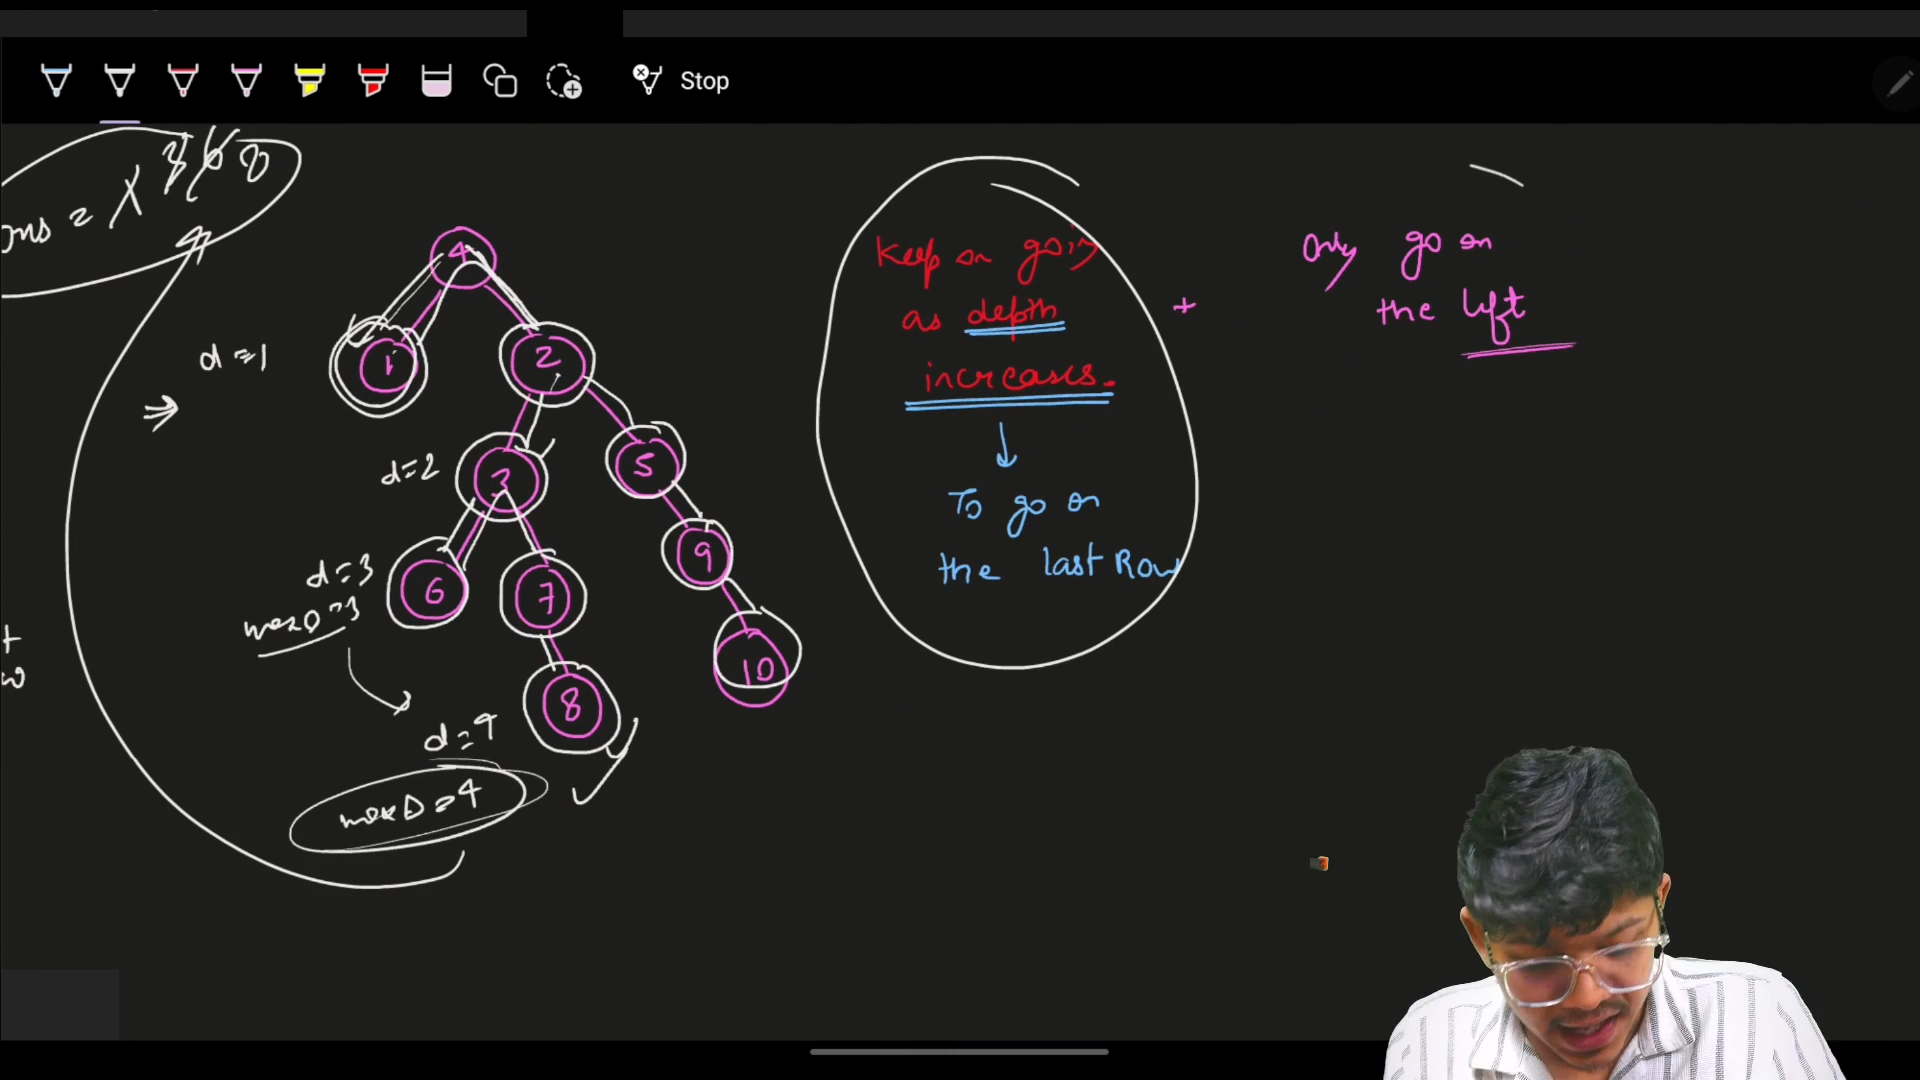 Stop
ans = X 3 6 8
4
d = 1
1
2
d = 2
3
5
d = 3
maxD = 3
6
7
9
10
8
d = 4
maxD = 4
Keep on going
as depth
increases.
To go on
the last Row
+
Only go on
the left